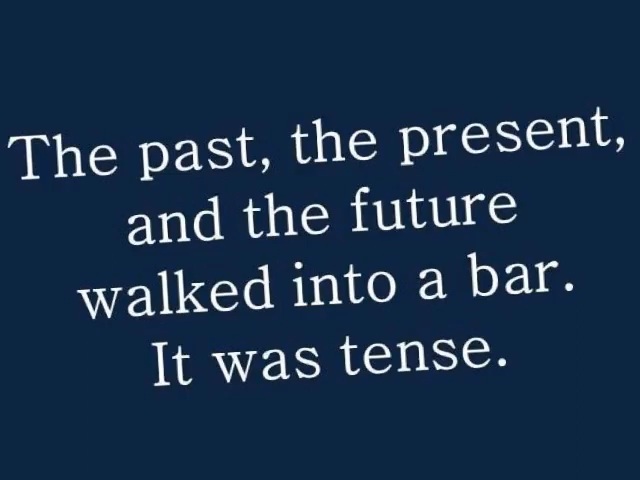 The past, the present,
and the future
walked into a bar.
It was tense.